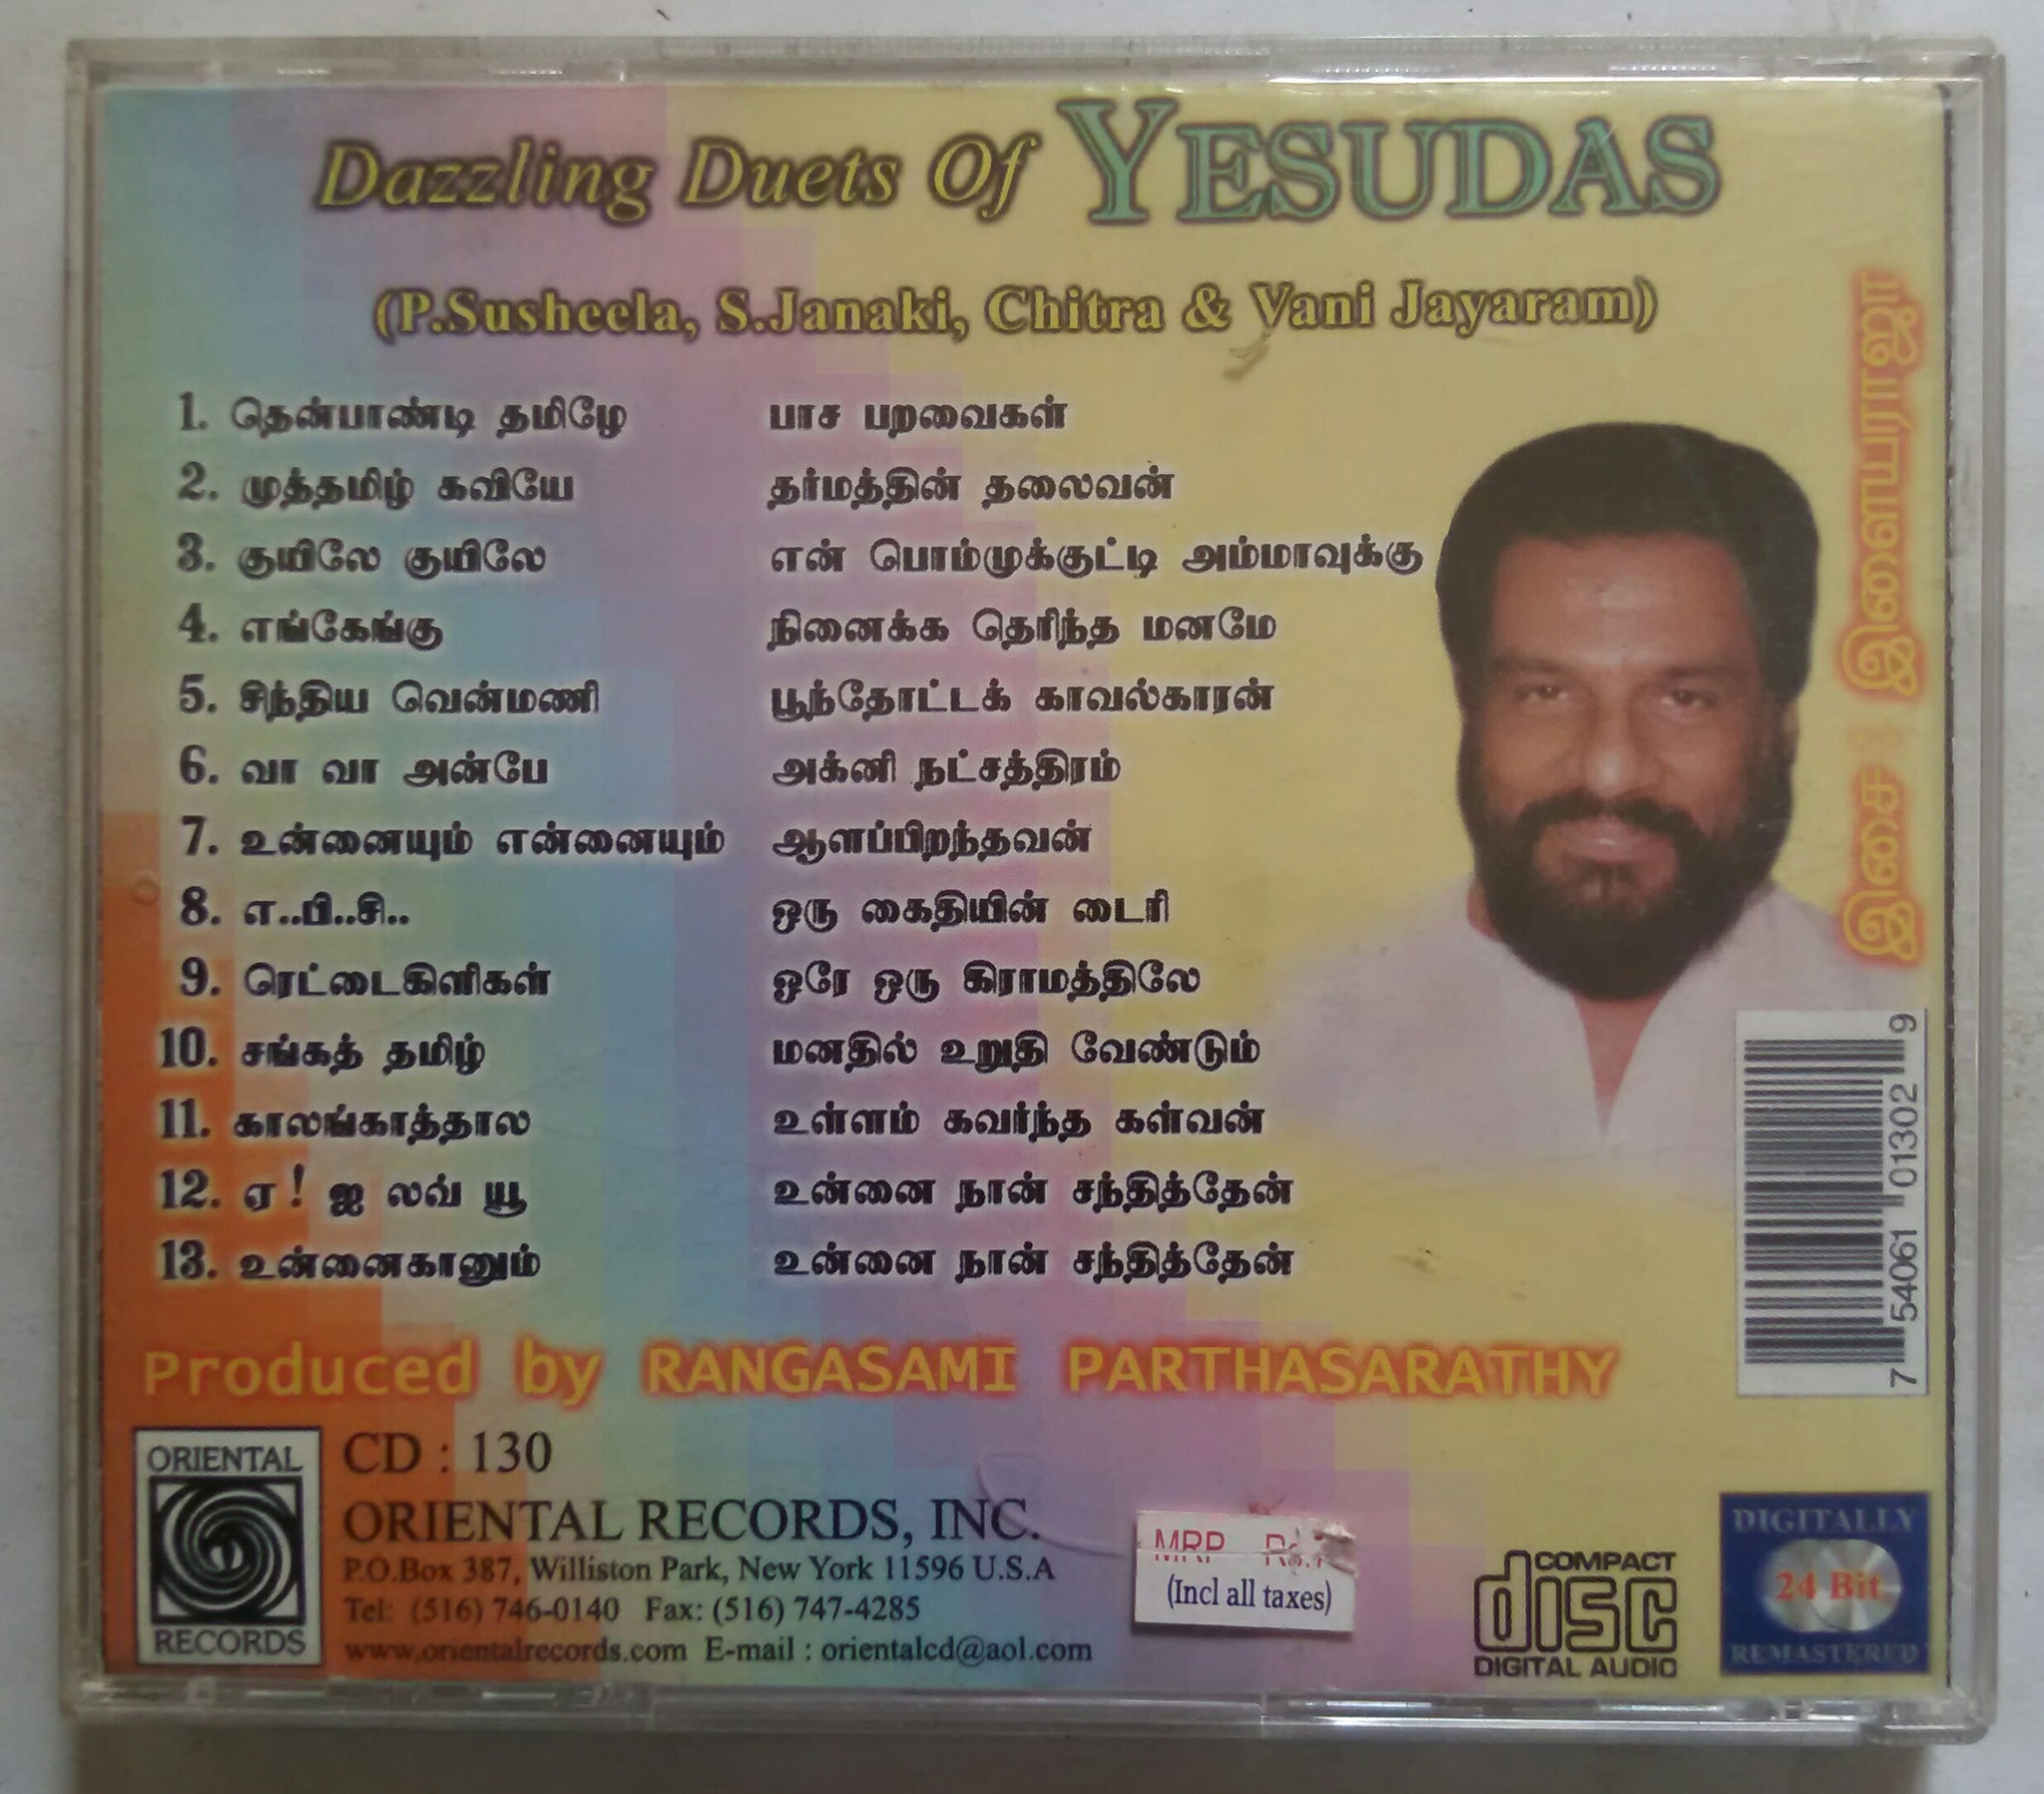 Dazzling Duets Of YESUDAS
(P.Susheela, S.Janaki, Chitra & Vani Jayaram)
1. தென்பாண்டி தமிழே பாச பறவைகள்
2. முத்தமிழ் கவியே தர்மத்தின் தலைவன்
3. குயிலே குயிலே என் பொம்முக்குட்டி அம்மாவுக்கு
4. எங்கேங்கு நினைக்க தெரிந்த மனமே
5. சிந்திய வென்மணி பூந்தோட்டக் காவல்காரன்
6. வா வா அன்பே அக்னி நட்சத்திரம்
7. உன்னையும் என்னையும் ஆளப்பிறந்தவன்
8. எ..பி..சி.. ஒரு கைதியின் டைரி
9. ரெட்டைகிளிகள் ஒரே ஒரு கிராமத்திலே
10. சங்கத் தமிழ் மனதில் உறுதி வேண்டும்
11. காலங்காத்தால உள்ளம் கவர்ந்த கள்வன்
12. ஏ! ஐ லவ் யூ உன்னை நான் சந்தித்தேன்
13. உன்னைகானும் உன்னை நான் சந்தித்தேன்
இசை இளையராஜா
7 54061 01302 9
Produced by RANGASAMI PARTHASARATHY
ORIENTAL
RECORDS
CD : 130
ORIENTAL RECORDS, INC.
P.O.Box 387, Williston Park, New York 11596 U.S.A
Tel: (516) 746-0140 Fax: (516) 747-4285
www.orientalrecords.com E-mail : orientalcd@aol.com
MRP
(Incl all taxes)
COMPACT
disc
DIGITAL AUDIO
DIGITALLY
24 Bit
REMASTERED